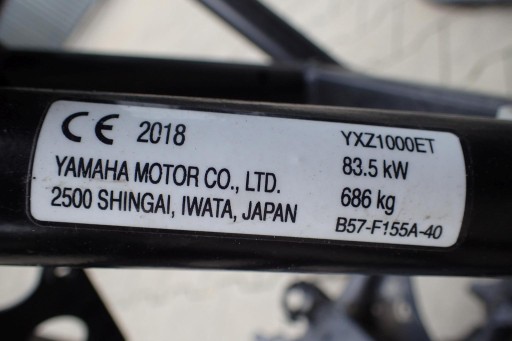 CE 2018 YXZ1000ET
YAMAHA MOTOR CO., LTD. 83.5 kW
2500 SHINGAI, IWATA, JAPAN 686 kg
B57-F155A-40